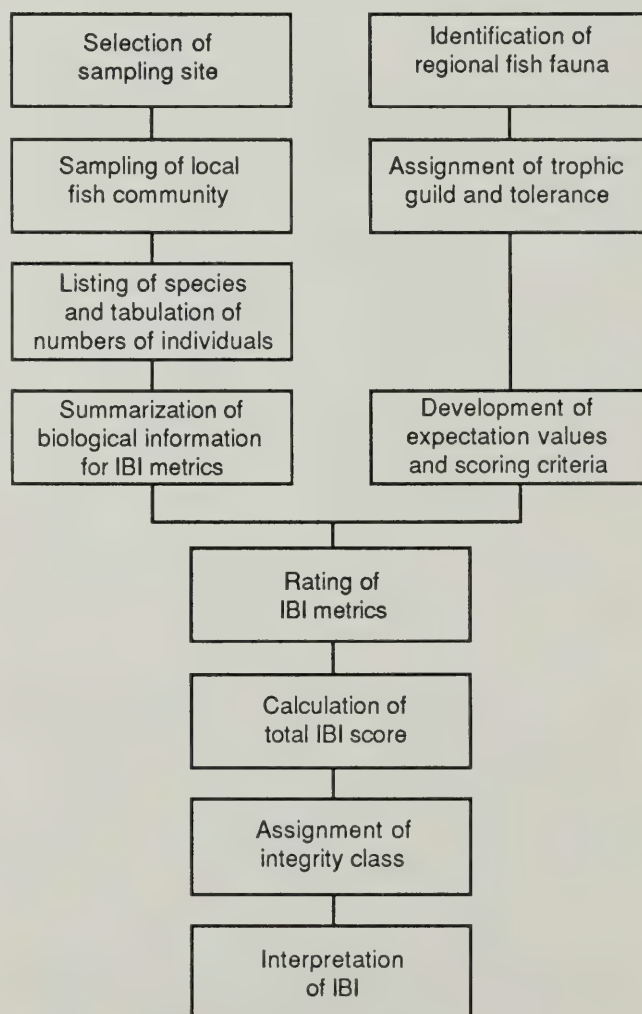 Selection of
sampling site
Identification of
regional fish fauna
Sampling of local
fish community
Assignment of trophic
guild and tolerance
Listing of species
and tabulation of
numbers of individuals
Summarization of
biological information
for IBI metrics
Development of
expectation values
and scoring criteria
Rating of
IBI metrics
Calculation of
total IBI score
Assignment of
integrity class
Interpretation
of IBI